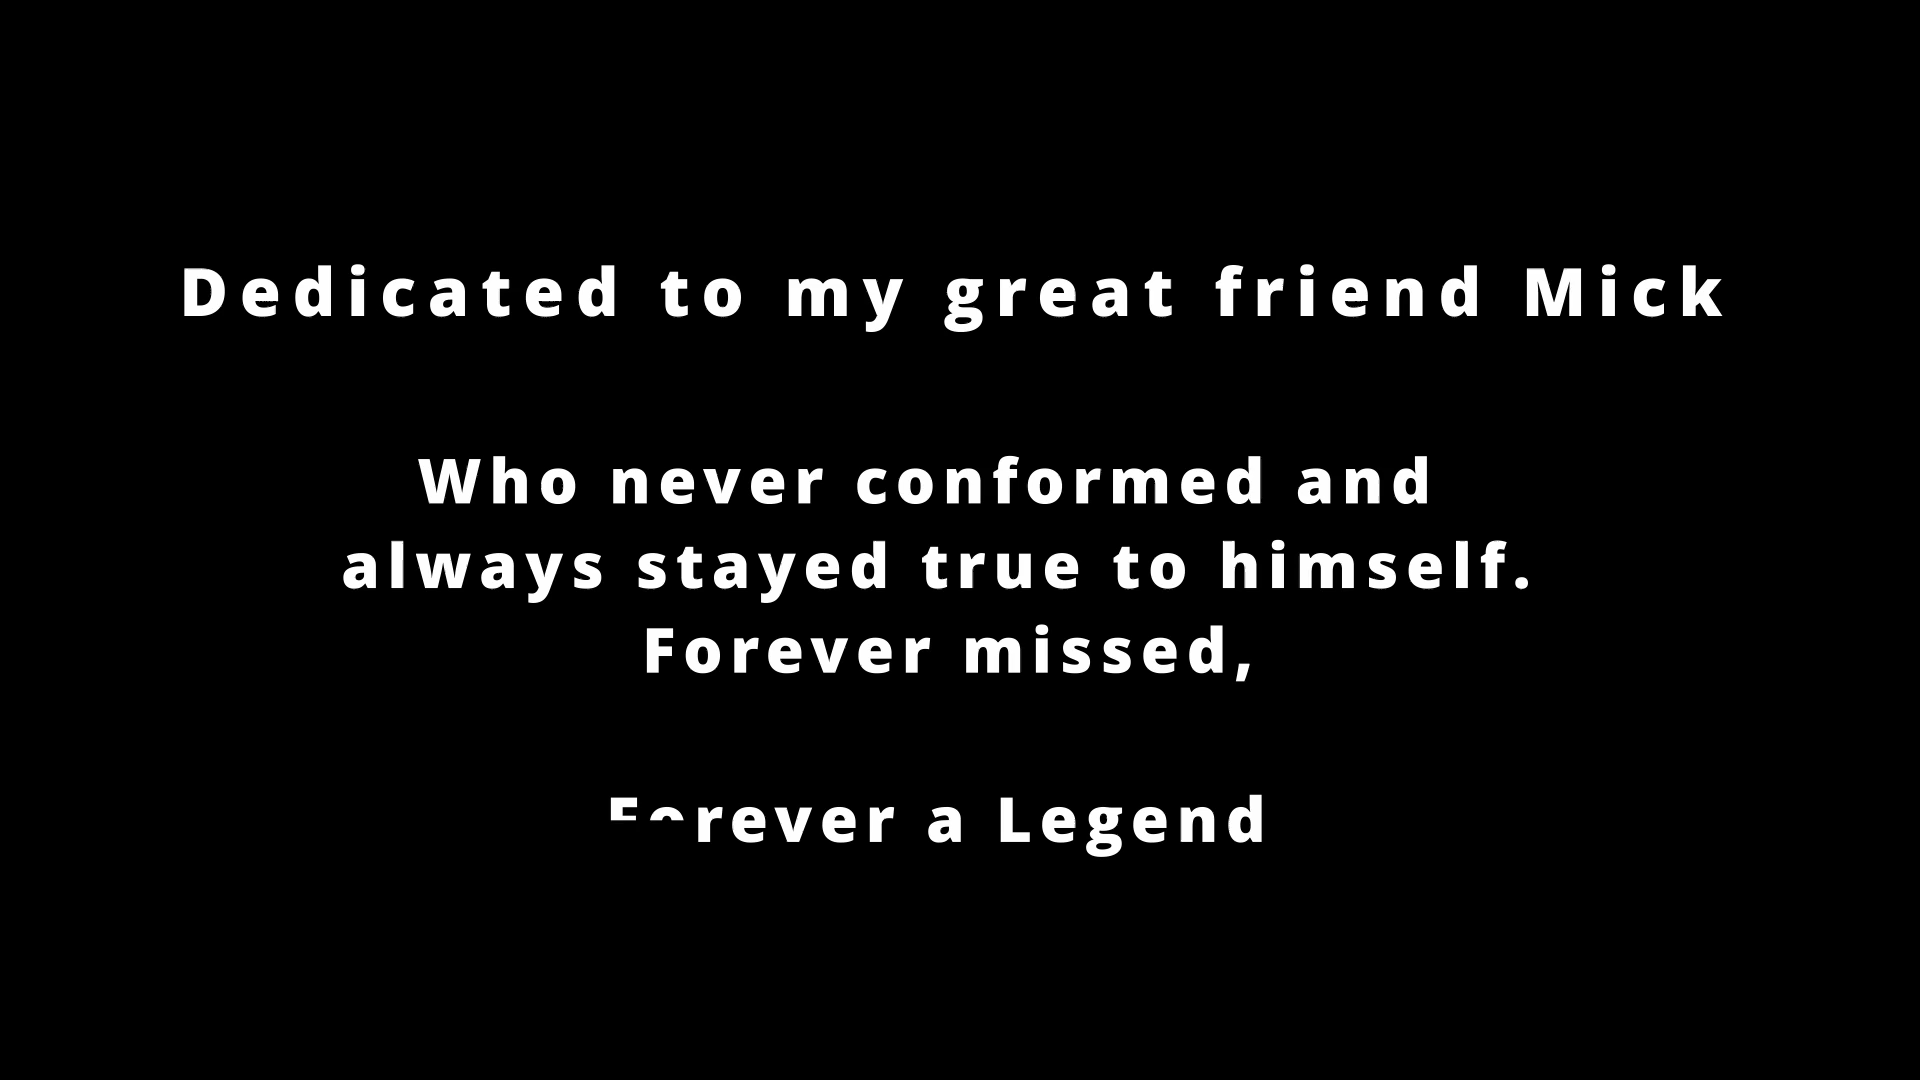 Dedicated to my great friend Mick
Who never conformed and
always stayed true to himself.
Forever missed,
Forever a Legend